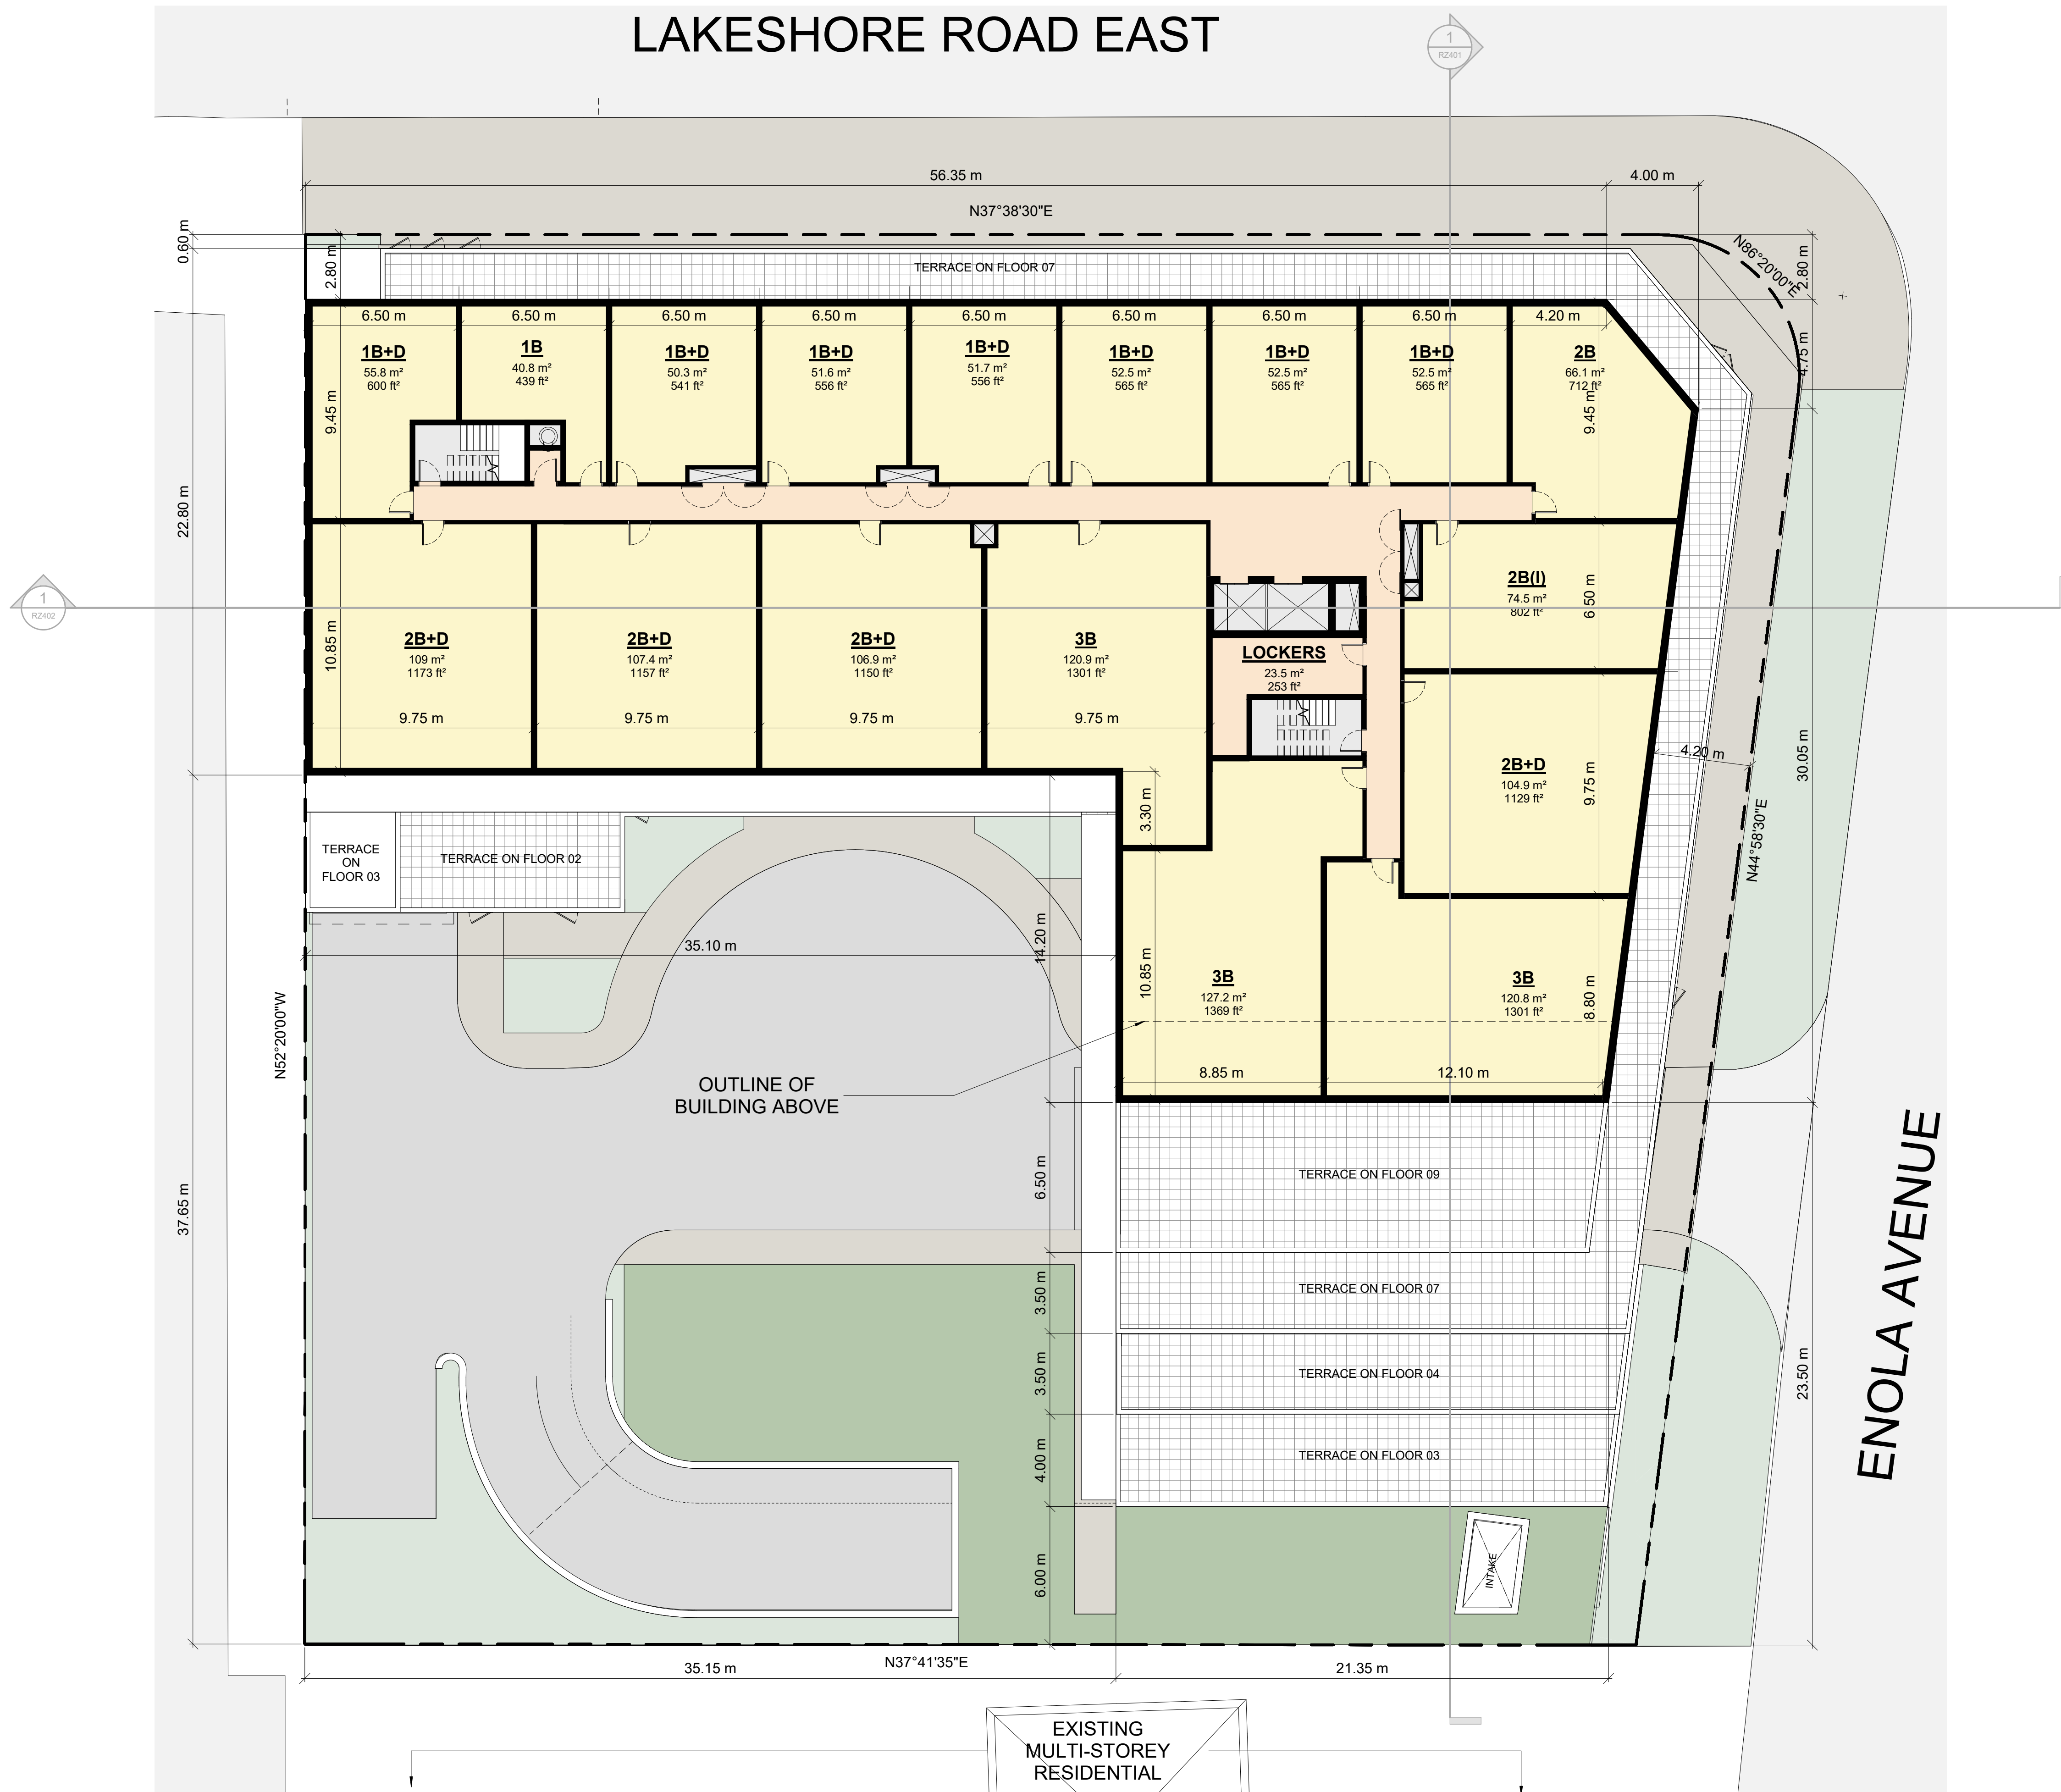 LAKESHORE ROAD EAST
1
RZ401
56.35 m
4.00 m
N37°38'30"E
0.60 m
2.80 m
N86°20'00"E
2.80 m
TERRACE ON FLOOR 07
6.50 m
6.50 m
6.50 m
6.50 m
6.50 m
6.50 m
6.50 m
6.50 m
4.20 m
1B+D
55.8 m²
600 ft²
1B
40.8 m²
439 ft²
1B+D
50.3 m²
541 ft²
1B+D
51.6 m²
556 ft²
1B+D
51.7 m²
556 ft²
1B+D
52.5 m²
565 ft²
1B+D
52.5 m²
565 ft²
1B+D
52.5 m²
565 ft²
2B
66.1 m²
712 ft²
4.75 m
9.45 m
9.45 m
22.80 m
1
RZ402
10.85 m
2B+D
109 m²
1173 ft²
9.75 m
2B+D
107.4 m²
1157 ft²
9.75 m
2B+D
106.9 m²
1150 ft²
9.75 m
3B
120.9 m²
1301 ft²
9.75 m
LOCKERS
23.5 m²
253 ft²
2B(I)
74.5 m²
802 ft²
6.50 m
2B+D
104.9 m²
1129 ft²
9.75 m
4.20 m
30.05 m
N44°58'30"E
3.30 m
TERRACE
ON
FLOOR 03
TERRACE ON FLOOR 02
35.10 m
14.20 m
10.85 m
3B
127.2 m²
1369 ft²
3B
120.8 m²
1301 ft²
8.80 m
8.85 m
12.10 m
N52°20'00"W
OUTLINE OF
BUILDING ABOVE
37.65 m
6.50 m
TERRACE ON FLOOR 09
3.50 m
TERRACE ON FLOOR 07
3.50 m
TERRACE ON FLOOR 04
4.00 m
TERRACE ON FLOOR 03
6.00 m
INTAKE
23.50 m
ENOLA AVENUE
35.15 m
N37°41'35"E
21.35 m
EXISTING
MULTI-STOREY
RESIDENTIAL